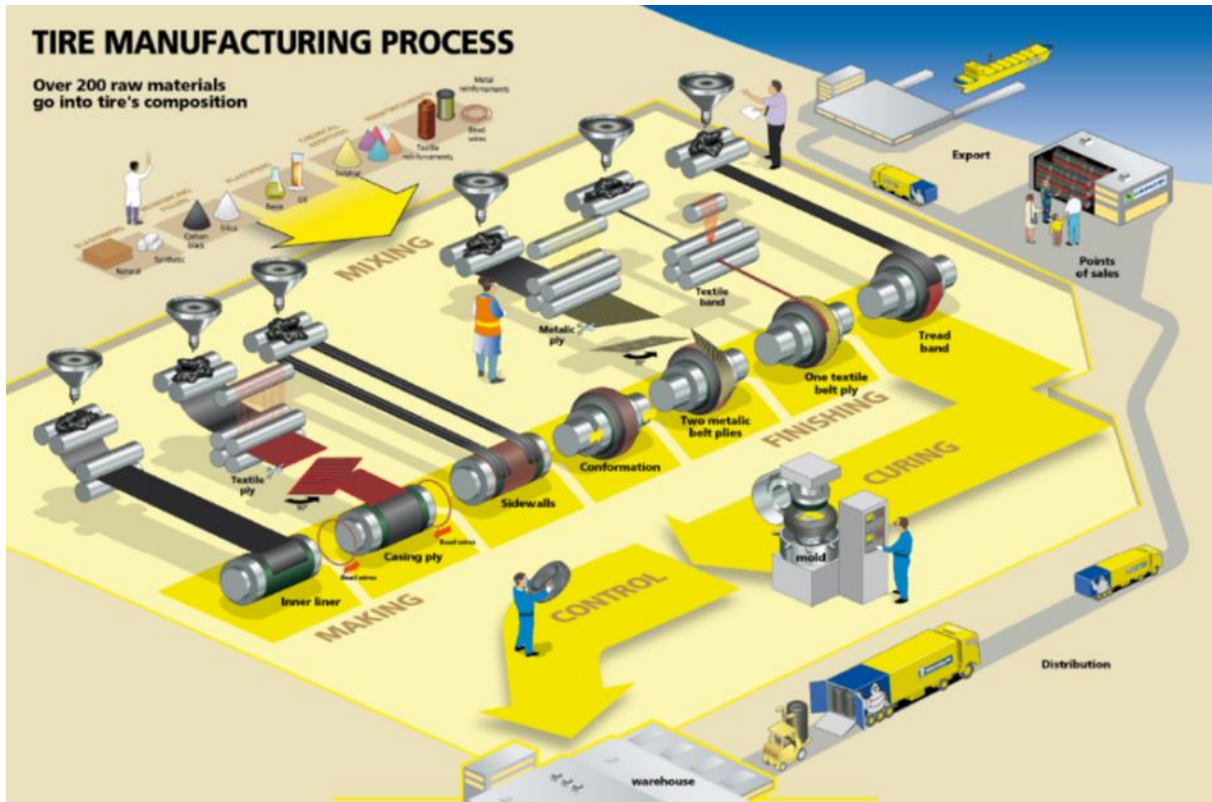 TIRE MANUFACTURING PROCESS
Over 200 raw materials
go into tire's composition
Metal
reinforcements
Bead
wires
Textile
reinforcements
Sulphur
Oil
Resin
Silica
Carbon
black
Synthetic
Natural
MIXING
Export
Points
of sales
Textile
band
Metalic
ply
Tread
band
One textile
belt ply
Two metalic
belt plies
FINISHING
Conformation
CURING
Sidewalls
Textile
ply
Casing ply
Bead wires
Bead wires
Inner liner
MAKING
mold
CONTROL
Distribution
warehouse